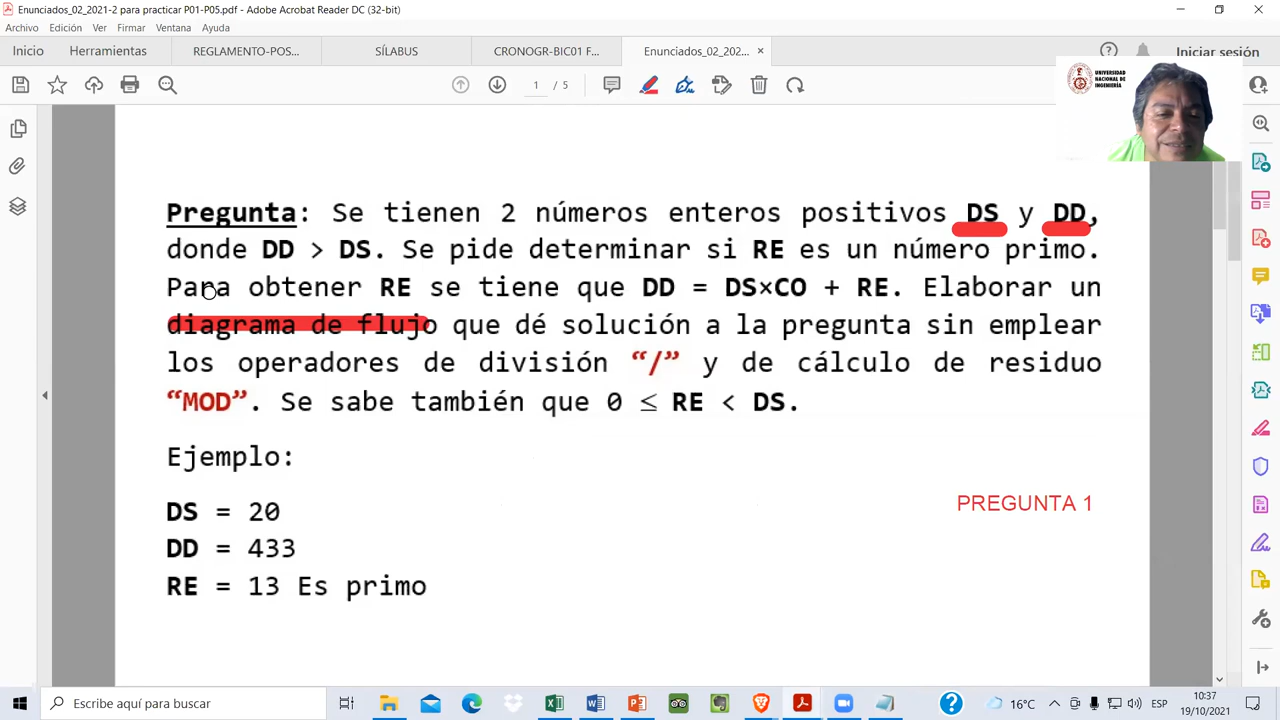 Enunciados_02_2021-2 para practicar P01-P05.pdf - Adobe Acrobat Reader DC (32-bit)
Archivo Edición Ver Firmar Ventana Ayuda
Inicio Herramientas REGLAMENTO-POS... SÍLABUS CRONOGR-BIC01 F... Enunciados_02_202... × Iniciar sesión
1 / 5
UNIVERSIDAD
NACIONAL DE
INGENIERÍA
Pregunta: Se tienen 2 números enteros positivos DS y DD,
donde DD > DS. Se pide determinar si RE es un número primo.
Para obtener RE se tiene que DD = DS×CO + RE. Elaborar un
diagrama de flujo que dé solución a la pregunta sin emplear
los operadores de división “/” y de cálculo de residuo
“MOD”. Se sabe también que 0 ≤ RE < DS.
Ejemplo:
DS = 20
PREGUNTA 1
DD = 433
RE = 13 Es primo
Escribe aquí para buscar
16°C ESP
10:37
19/10/2021